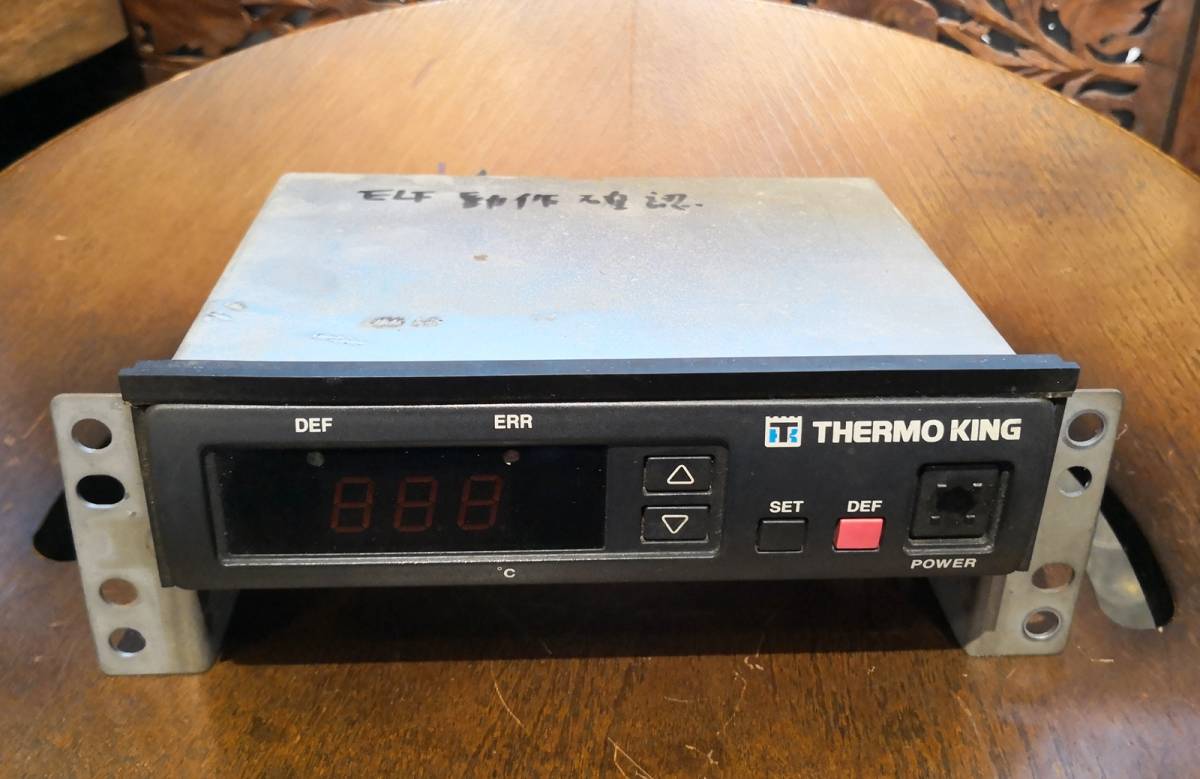 ELF 動作確認.
DEF ERR
THERMO KING
888
SET DEF
°C
POWER